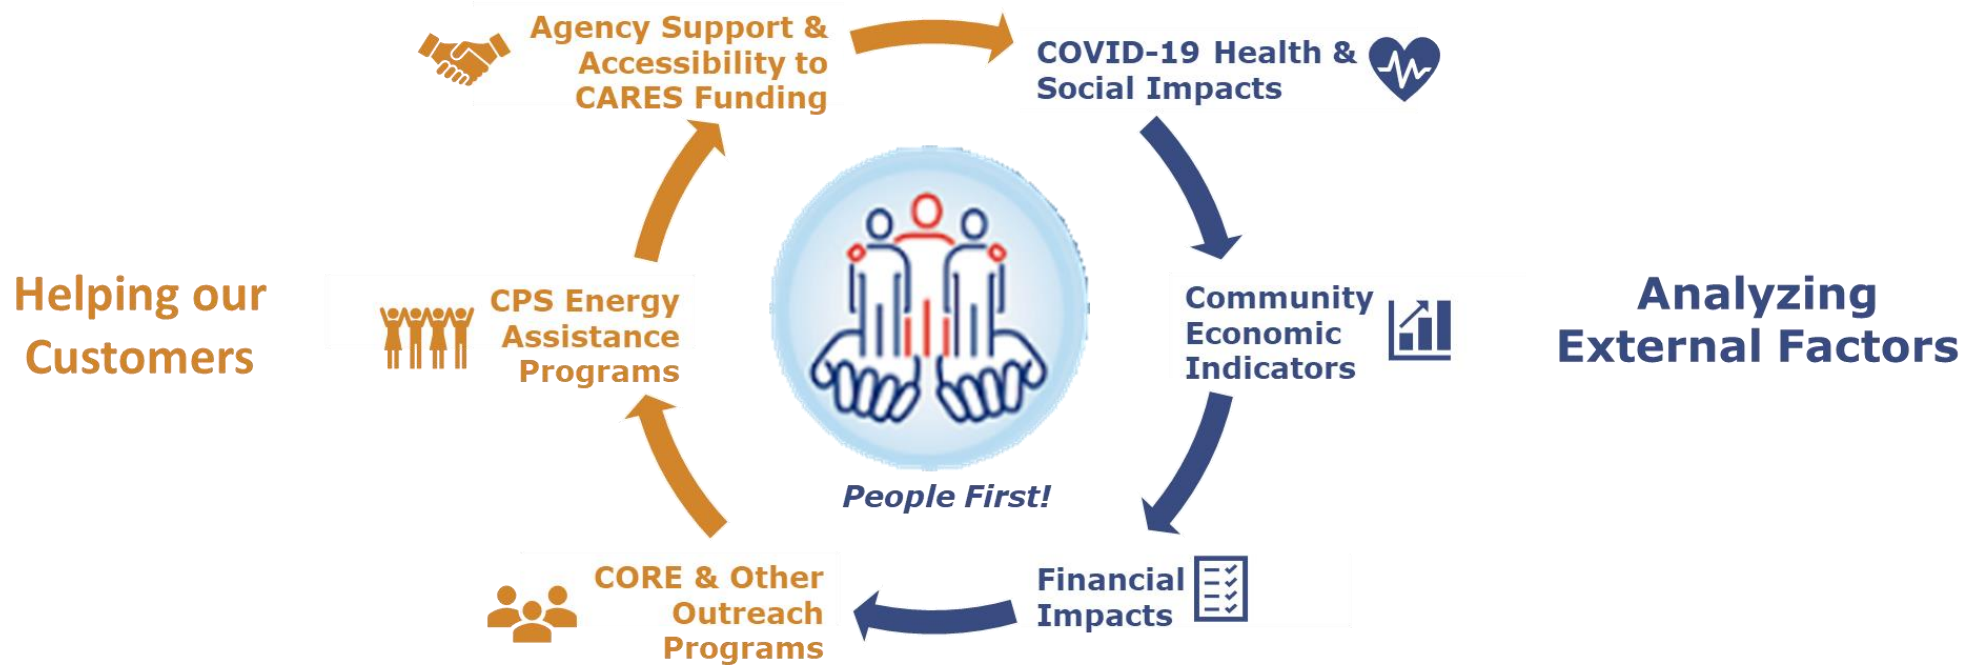 Agency Support &
Accessibility to
CARES Funding
COVID-19 Health &
Social Impacts
Helping our
Customers
CPS Energy
Assistance
Programs
Community
Economic
Indicators
Analyzing
External Factors
People First!
CORE & Other
Outreach
Programs
Financial
Impacts